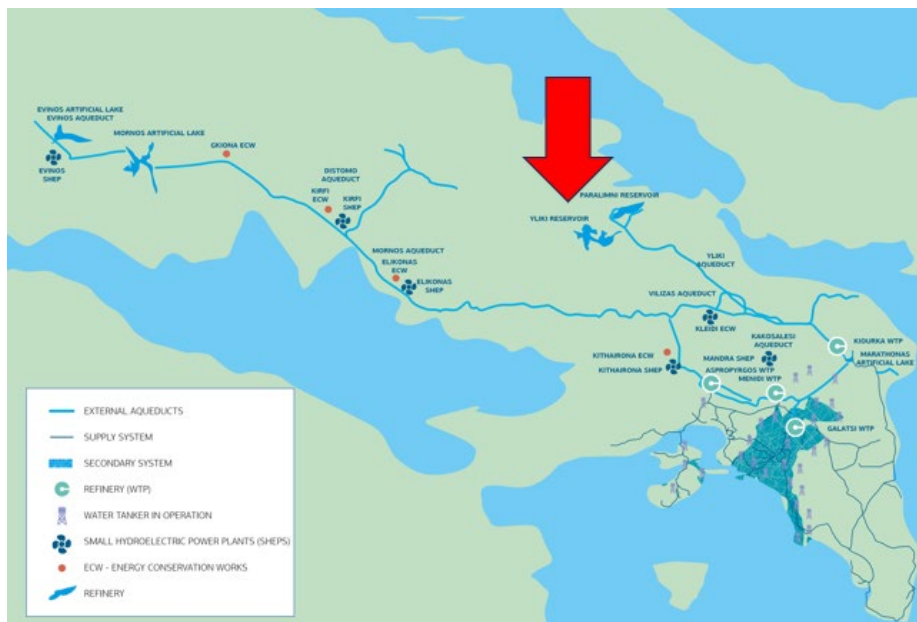 EVINOS ARTIFICIAL LAKE
EVINOS AQUEDUCT
MORNOS ARTIFICIAL LAKE
EVINOS
SHEP
GKIONA ECW
DISTOMO
AQUEDUCT
KIRFI
ECW
KIRFI
SHEP
MORNOS AQUEDUCT
ELIKONAS
ECW
ELIKONAS
SHEP
PARALIMNI RESERVOIR
YLIKI RESERVOIR
YLIKI
AQUEDUCT
VILIZAS AQUEDUCT
KLEIDI ECW
KAKOSALESI
AQUEDUCT
KIOURKA WTP
MARATHONAS
ARTIFICIAL LAKE
KITHAIRONA ECW
KITHAIRONA SHEP
MANDRA SHEP
ASPROPYRGOS WTP
MENIDI WTP
GALATSI WTP
EXTERNAL AQUEDUCTS
SUPPLY SYSTEM
SECONDARY SYSTEM
REFINERY (WTP)
WATER TANKER IN OPERATION
SMALL HYDROELECTRIC POWER PLANTS (SHEPS)
ECW - ENERGY CONSERVATION WORKS
REFINERY